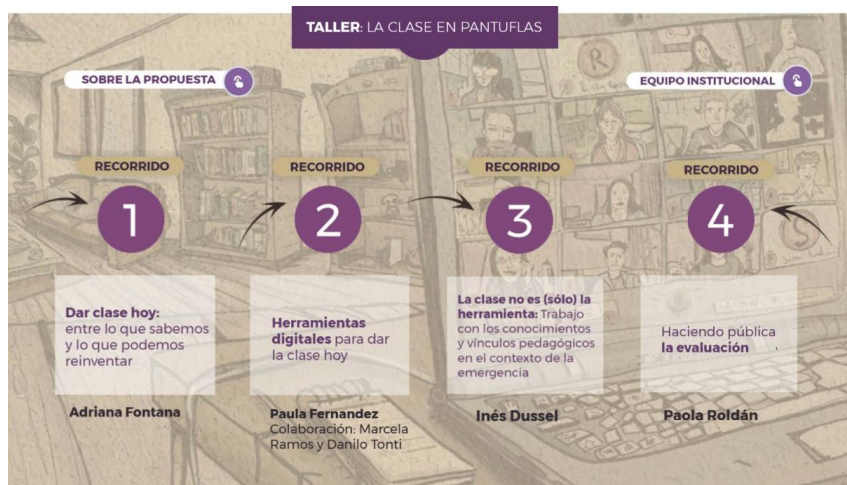 TALLER: LA CLASE EN PANTUFLAS
SOBRE LA PROPUESTA
EQUIPO INSTITUCIONAL
RECORRIDO
1
Dar clase hoy:
entre lo que sabemos
y lo que podemos
reinventar
Adriana Fontana
RECORRIDO
2
Herramientas
digitales para dar
la clase hoy
Paula Fernandez
Colaboración: Marcela
Ramos y Danilo Tonti
RECORRIDO
3
La clase no es (sólo) la
herramienta: Trabajo
con los conocimientos
y vínculos pedagógicos
en el contexto de la
emergencia
Inés Dussel
RECORRIDO
4
Haciendo pública
la evaluación
Paola Roldán
R
S